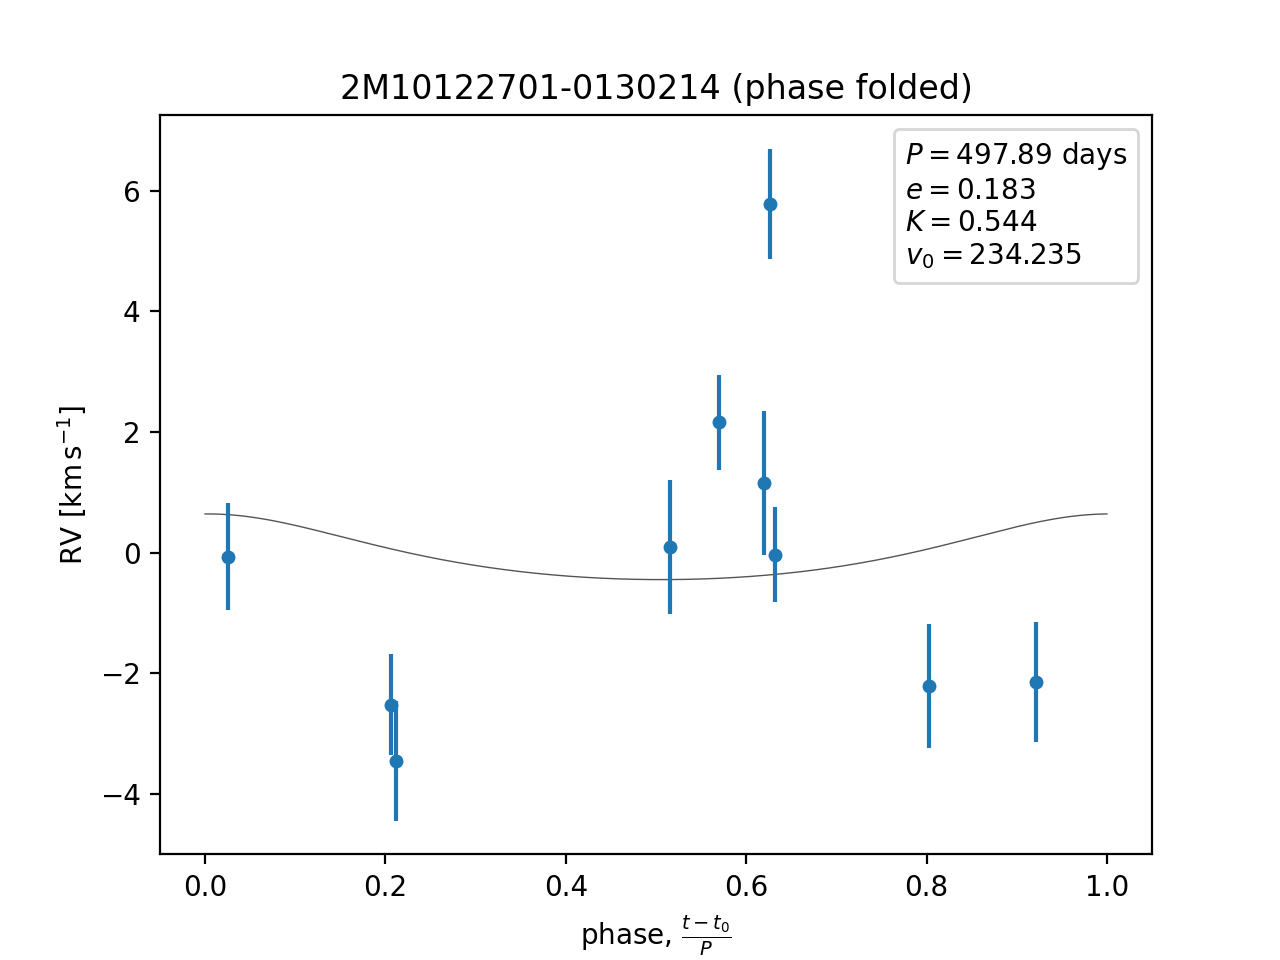 2M10122701-0130214 (phase folded)
P = 497.89 days
e = 0.183
K = 0.544
v₀ = 234.235
6
4
2
0
−2
−4
RV [km s⁻¹]
0.0 0.2 0.4 0.6 0.8 1.0
phase, (t − t₀)/P